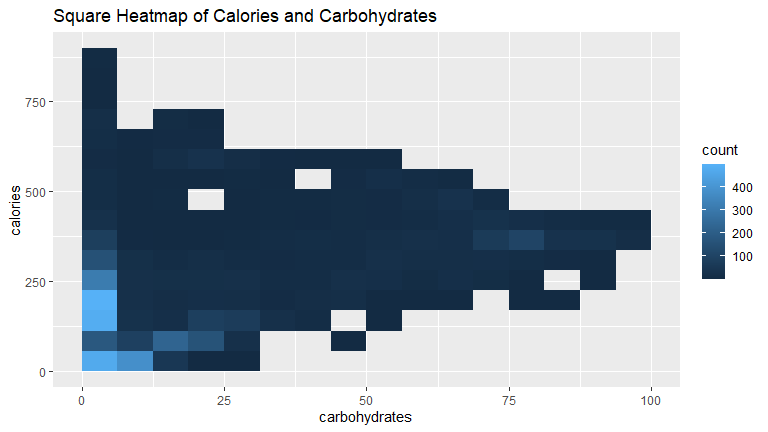 Square Heatmap of Calories and Carbohydrates
calories
750
500
250
0
0 25 50 75 100
carbohydrates
count
400
300
200
100